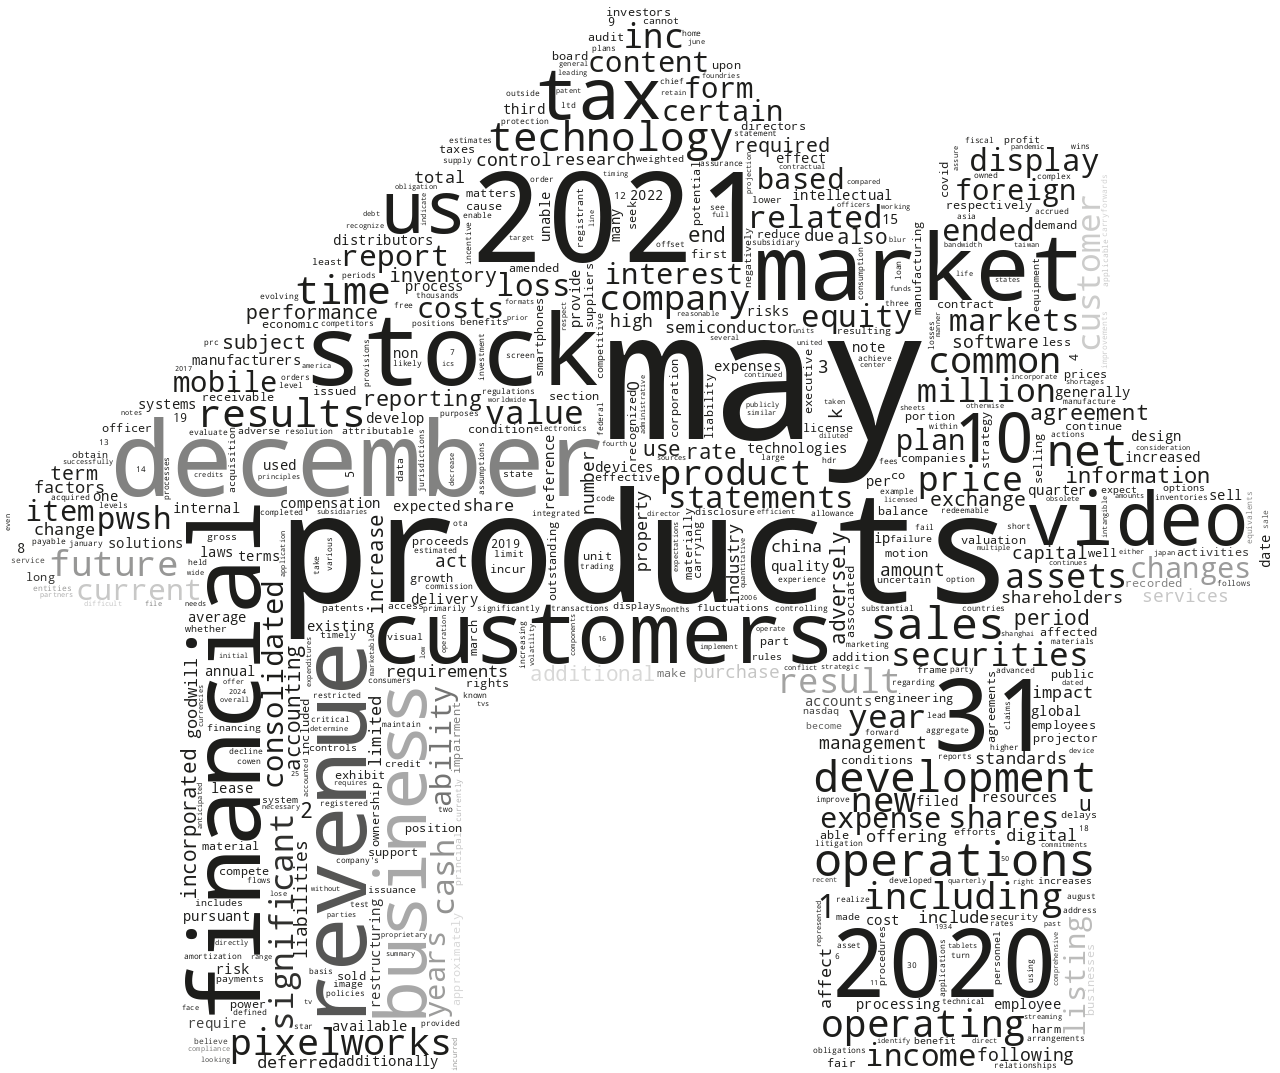 investors
9 cannot
audit inc home
june
plans board content upon
general leading chief foundries
outside patent tax retain form
third ltd certain
protection directors
estimates technology statement
taxes required
supply control research weighted assurance effect
total us 2021 based compared
obligation matters order timing 12 2022 potential contractual intellectual
debt cause indicate enable unable registrant line many seek see full lower officers working
recognize distributors incentive target offset end related 15
least report amended first negatively reduce due also blur
periods inventory loss provide suppliers interest subsidiary market
evolving time process formats company reasonable risks equity
performance costs prior respect competitive high semiconductor units resulting
economic competitors free thousands positions benefits smartphones several united note
prc subject stock may achieve center
manufacturers non likely 7 ics screen expenses continued executive 3
america provisions investment publicly similar taken
2017 mobile orders level issued regulations worldwide section federal administrative corporation liability k
systems receivable reporting value recognized 0 license diluted
notes 19 results develop purposes condition electronics fourth technologies
officer december use rate sources hdr
13 evaluate adverse resolution attributable
fiscal profit
covid assure display pandemic wins
owned complex
foreign customer
respectively accrued
asia ended demand
bandwidth taiwan
manufacturing consumption loan funds three life states equipment
contract improvements applicable carryforwards
markets
losses manner software less
common 4
incorporate prices shortages
million generally
sheets otherwise manufacture
portion within agreement
plan 10 continue
companies strategy actions design
net consideration increased
fees price selling information options
obtain 14 used 5 data state number devices effective product per co
successfully processes credits acquisition principles jurisdictions decrease assumptions reference
term factors acquired one levels internal compensation expected share code property statements
even item pwsh completed subsidiaries integrated director disclosure efficient allowance
change financial products video
8 payable january solutions gross proceeds ota 2019 limit incur unit trading
service future laws held wide terms application take various increase act estimated
long current growth commission outstanding materially carrying expectations industry quantitative china quality experience
entities partners difficult file needs delivery 2006
example licensed exchange quarter expect amounts inventories sell
balance redeemable intangible equivalents date sale
fail short
ip failure valuation capital well either japan activities
motion multiple continues changes
amount assets recorded follows
uncertain option shareholders services
average patents access primarily significantly transactions months fluctuations controlling adversely associated substantial countries
whether existing customers displays sales period
initial timely visual low operation march increasing volatility components 16 implement operate part marketing shanghai affected
annual consolidated accounting marketable requirements conflict rules strategic addition securities materials
offer expenditures consumers additional make purchase result frame party advanced
2024 overall currencies restricted rights regarding public
goodwill financing included critical known tvs accounts engineering dated
incorporated decline determine maintain nasdaq lead 31 agreements claims impact
cowen controls limited ability impairment become year aggregate global
25 revenue business forward employees
accounted exhibit credit management higher projector
lease requires reports standards device
anticipated system 2 registered ownership two currently conditions development
necessary improve new filed resources u
material position principal expense shares delays
significant company's support able offering efforts digital 18
compete litigation commitments
flows lose without issuance cash operations 50
includes liabilities test recent developed quarterly right increases
pursuant parties restructuring years approximately including august
directly proprietary 1 realize address
amortization range summary represented made cost include security
basis sold 1934 rates past
risk image affect asset 2020 listing businesses
payments policies 6 procedures 30 tablets turn personnel using comprehensive
face power tv 11 applications
defined provided processing technical employee
require star available operating streaming
believe pixelworks harm
compliance identify benefit direct arrangements
looking deferred additionally incurred obligations income following
fair relationships